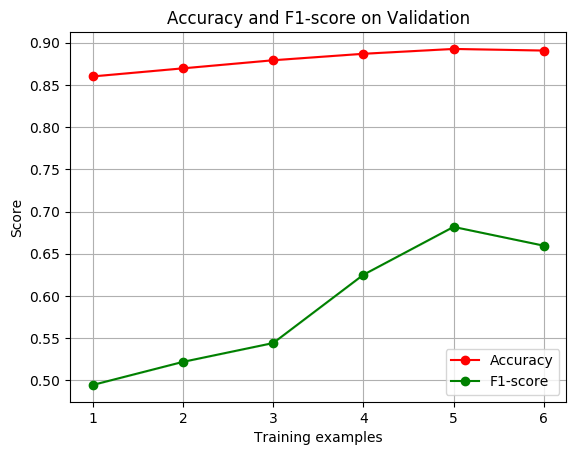 Accuracy and F1-score on Validation
Score
0.90
0.85
0.80
0.75
0.70
0.65
0.60
0.55
0.50
Accuracy
F1-score
1 2 3 4 5 6
Training examples